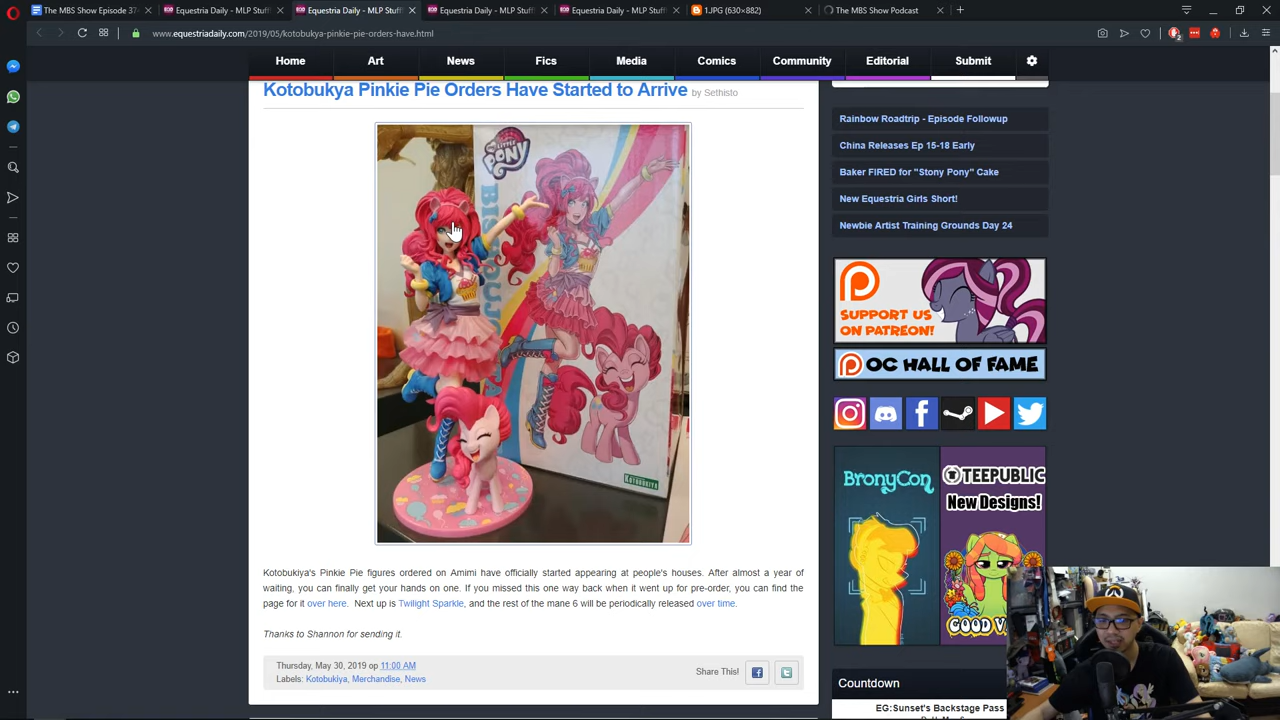 The MBS Show Episode 37
Equestria Daily - MLP Stuff
Equestria Daily - MLP Stuff
Equestria Daily - MLP Stuff
Equestria Daily - MLP Stuff
1.JPG (630×882)
The MBS Show Podcast
www.equestriadaily.com/2019/05/kotobukya-pinkie-pie-orders-have.html
2
Home
Art
News
Fics
Media
Comics
Community
Editorial
Submit
Kotobukya Pinkie Pie Orders Have Started to Arrive by Sethisto
MY LITTLE
PONY
BISHOUJO
KOTOBUKIYA
Kotobukiya's Pinkie Pie figures ordered on Amimi have officially started appearing at people's houses. After almost a year of
waiting, you can finally get your hands on one. If you missed this one way back when it went up for pre-order, you can find the
page for it over here. Next up is Twilight Sparkle, and the rest of the mane 6 will be periodically released over time.
Thanks to Shannon for sending it.
Thursday, May 30, 2019 op 11:00 AM
Labels: Kotobukiya, Merchandise, News
Share This!
Rainbow Roadtrip - Episode Followup
China Releases Ep 15-18 Early
Baker FIRED for "Stony Pony" Cake
New Equestria Girls Short!
Newbie Artist Training Grounds Day 24
SUPPORT US
ON PATREON!
OC HALL OF FAME
BRONYCON
TEEPUBLIC
New Designs!
GOOD
Countdown
EG:Sunset's Backstage Pass